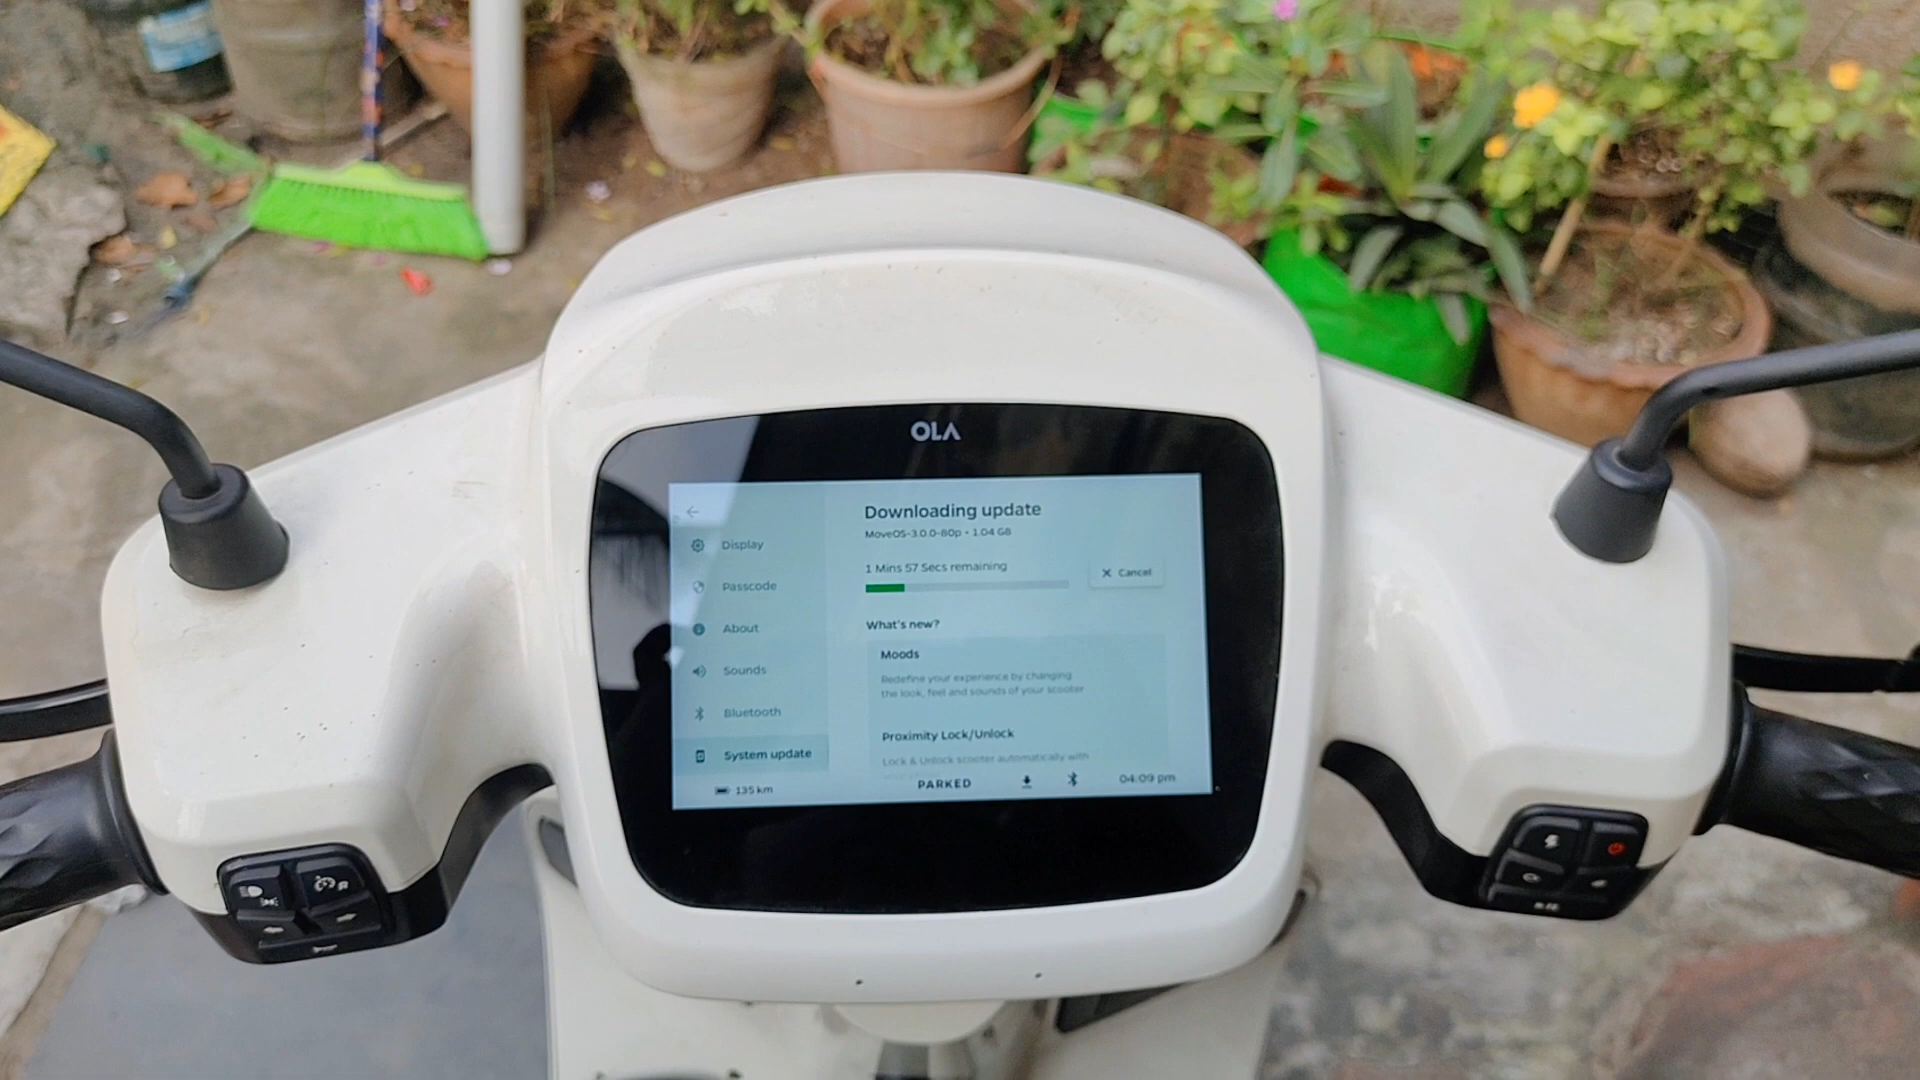 OLA
Downloading update
MoveOS-3.0.0-80p • 1.04 GB
1 Mins 57 Secs remaining
Cancel
What's new?
Moods
Redefine your experience by changing
the look, feel and sounds of your scooter
Proximity Lock/Unlock
Lock & Unlock scooter automatically with
Display
Passcode
About
Sounds
Bluetooth
System update
135 km
PARKED
04:09 pm